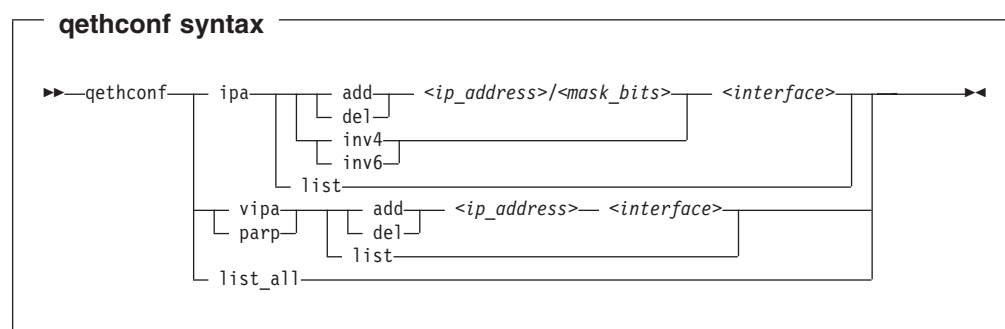 qethconf syntax
qethconf ipa add <ip_address>/<mask_bits> <interface>
del
inv4
inv6
list
vipa add <ip_address> <interface>
parp del
list
list_all